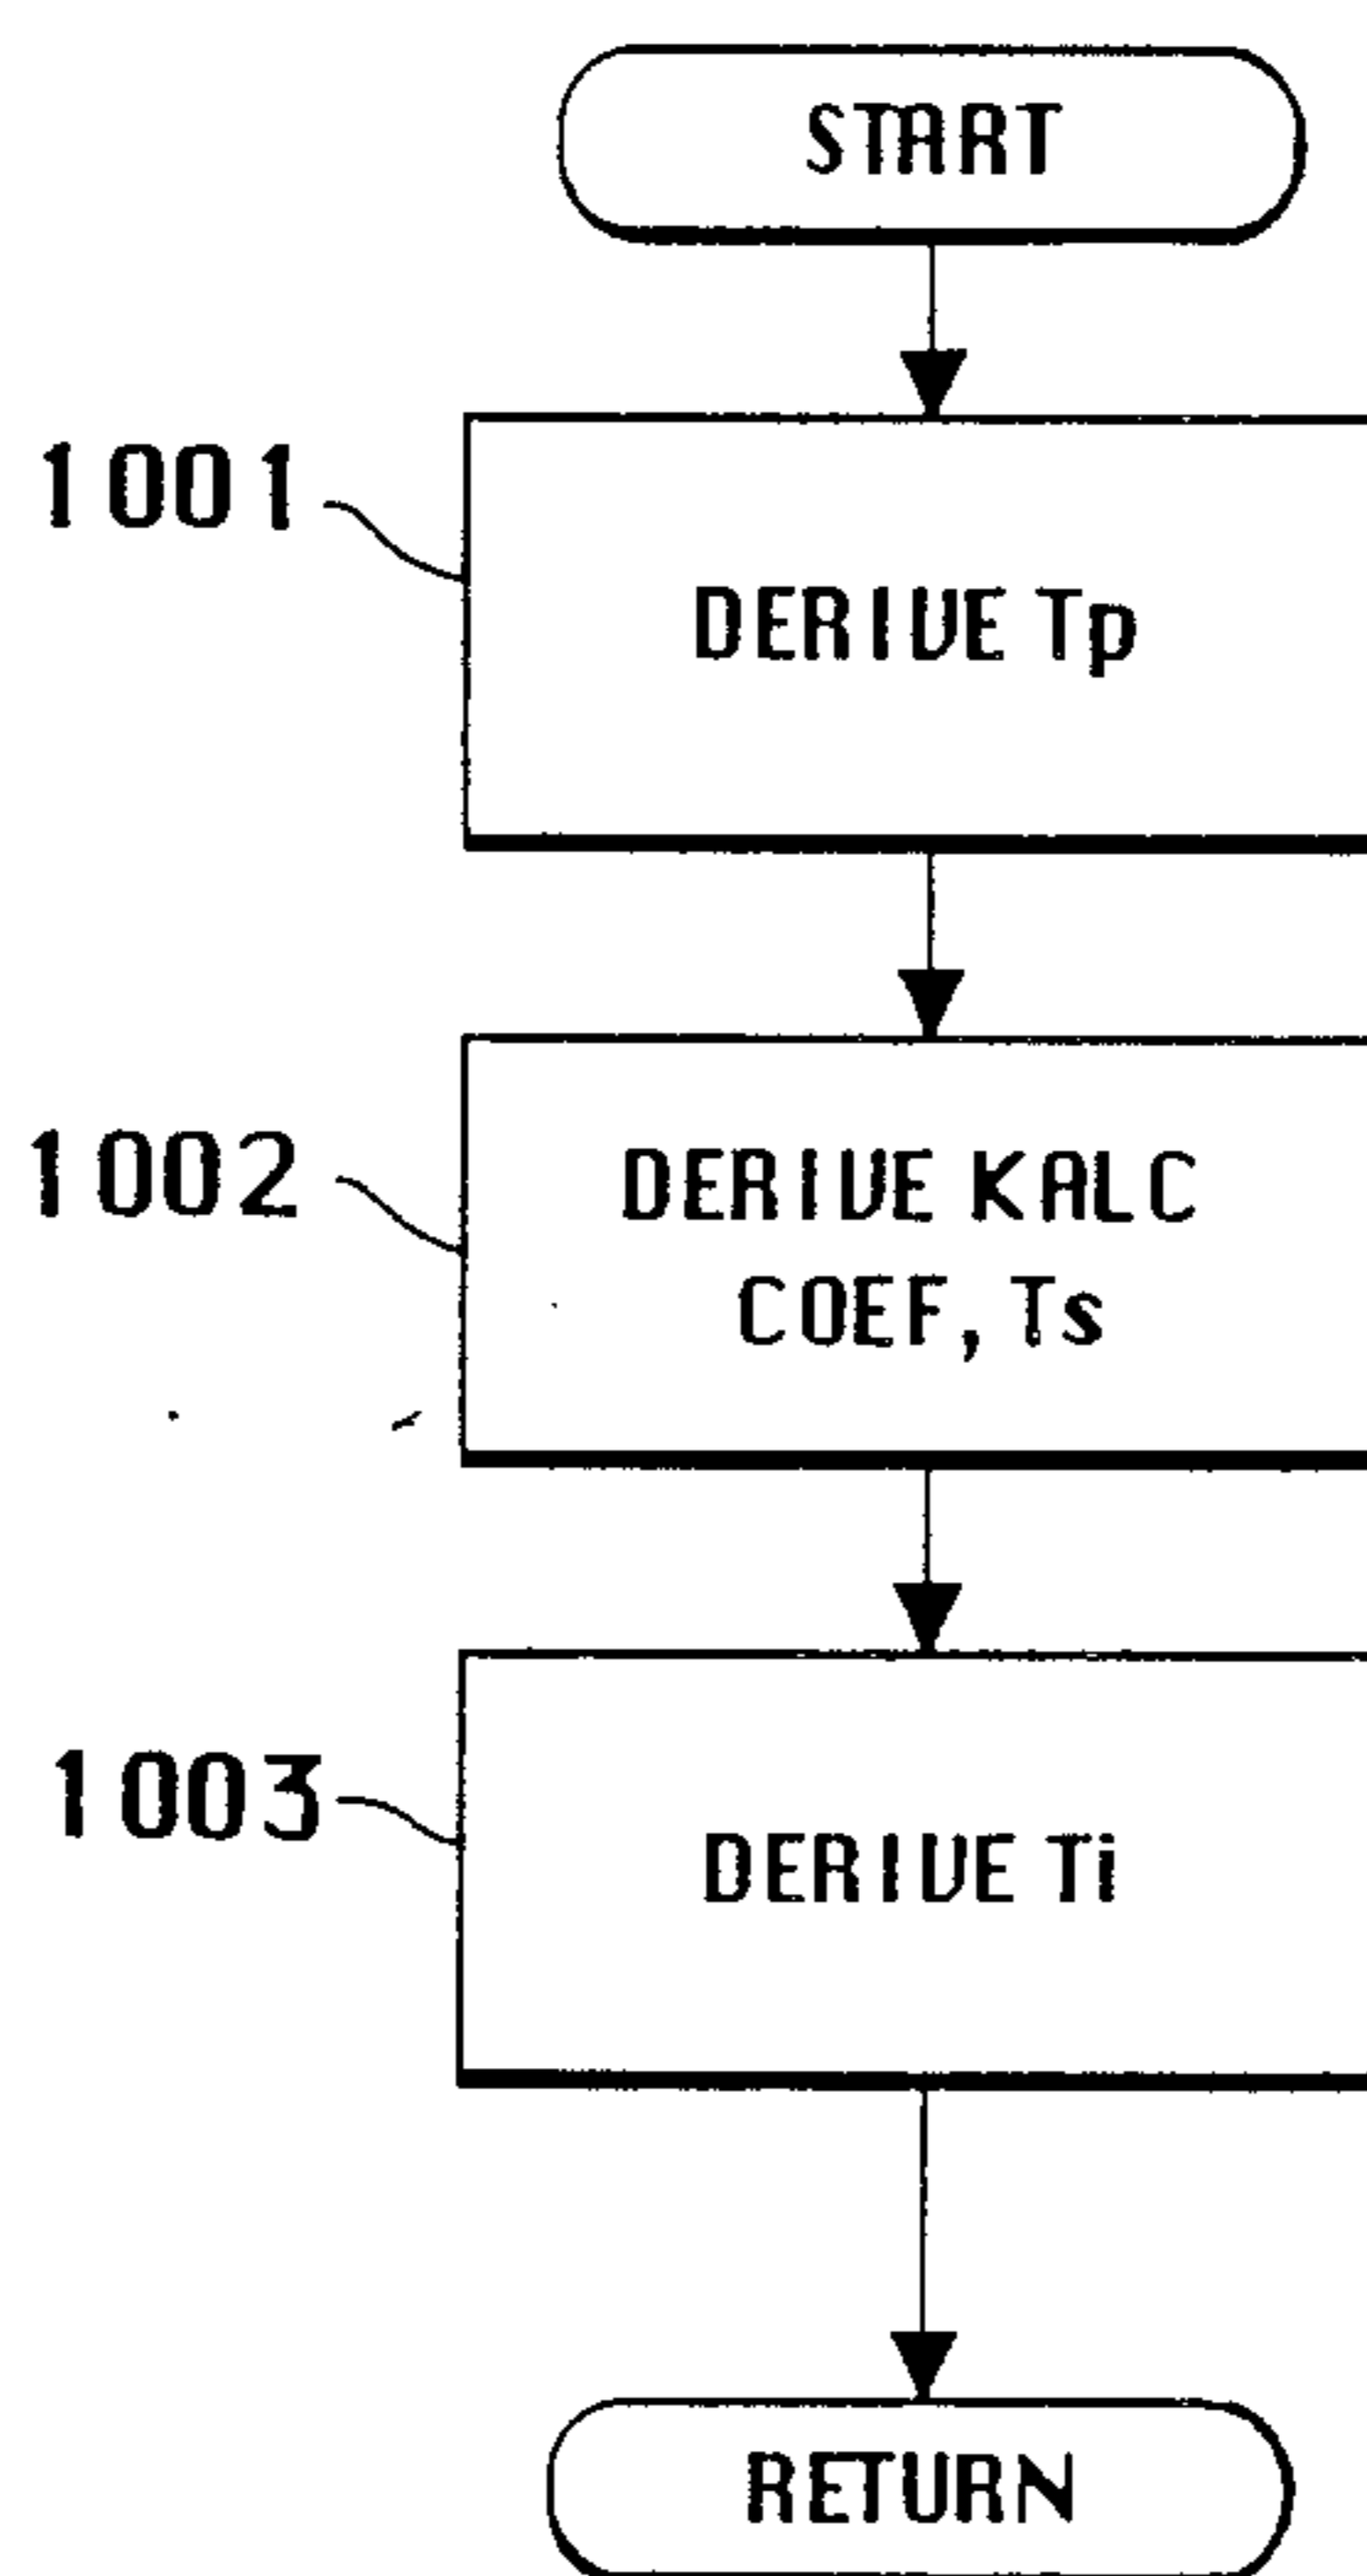 START
1001
DERIVE Tp
1002
DERIVE KALC
COEF, Ts
1003
DERIVE Ti
RETURN